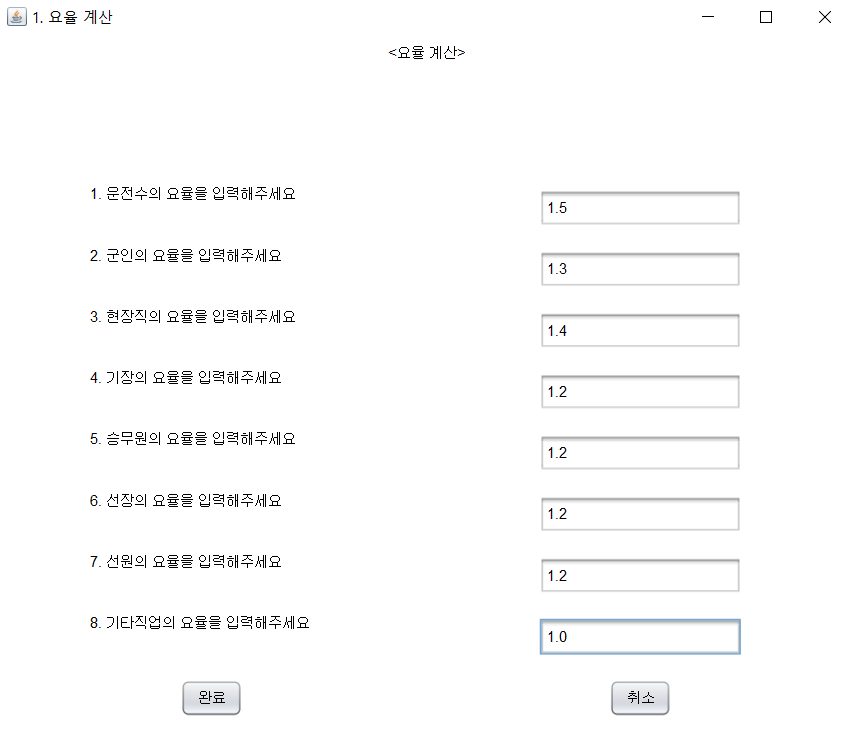 1. 요율 계산
<요율 계산>
1. 운전수의 요율을 입력해주세요
1.5
2. 군인의 요율을 입력해주세요
1.3
3. 현장직의 요율을 입력해주세요
1.4
4. 기장의 요율을 입력해주세요
1.2
5. 승무원의 요율을 입력해주세요
1.2
6. 선장의 요율을 입력해주세요
1.2
7. 선원의 요율을 입력해주세요
1.2
8. 기타직업의 요율을 입력해주세요
1.0
완료
취소